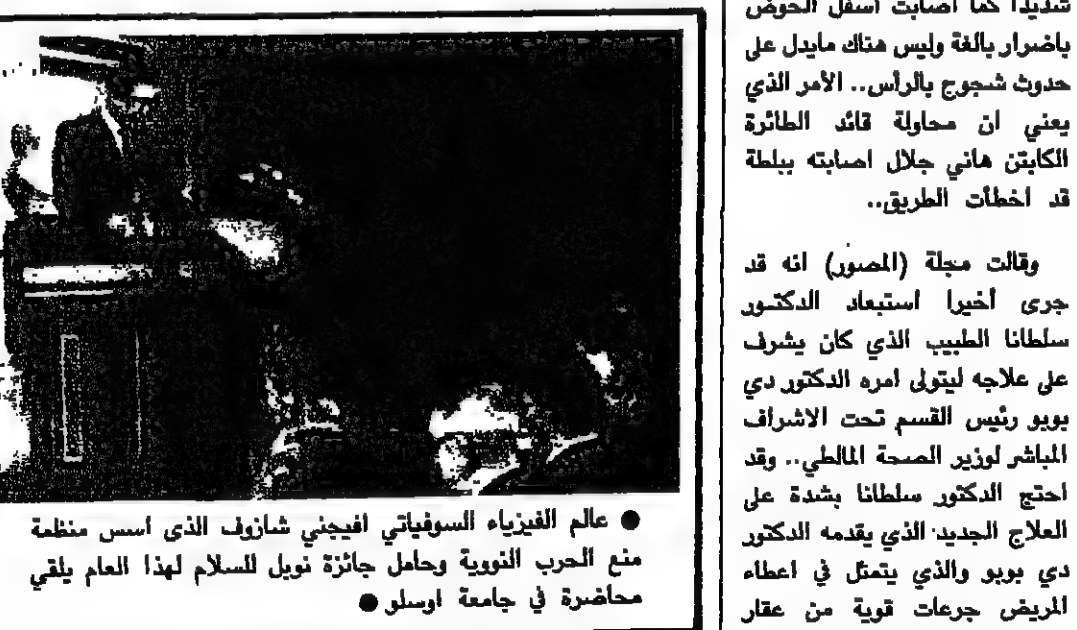 شديدا كما اصابت اسفل الحوض
باضرار بالغة وليس هناك مايدل على
حدوث شجوج بالرأس.. الأمر الذي
يعني ان محاولة قائد الطائرة
الكابتن هاني جلال اصابته ببلطة
قد اخطأت الطريق..
وقالت مجلة (المصور) انه قد
جرى أخيرا استبعاد الدكتور
سلطانا الطبيب الذي كان يشرف
على علاجه ليتولى امره الدكتور دي
بوبو رئيس القسم تحت الاشراف
المباشر لوزير الصحة المالطي.. وقد
احتج الدكتور سلطانا بشدة على
العلاج الجديد الذي يقدمه الدكتور
دي بوبو والذي يتمثل في اعطاء
المريض جرعات قوية من عقار
● عالم الفيزياء السوفياتي افيجني شازوف الذى اسس منظمة
منع الحرب النووية وحامل جائزة نوبل للسلام لهذا العام يلقي
محاضرة في جامعة اوسلو ●